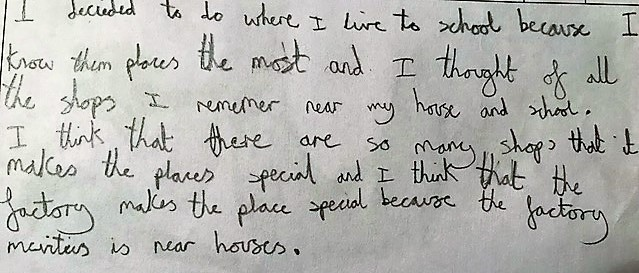 I decieded to do where I live to school because I
know them places the most and I thought of all
the shops I rememer near my house and school.
I think that there are so many shops that it
makes the places special and I think that the
factory makes the place special because the factory
is near houses.